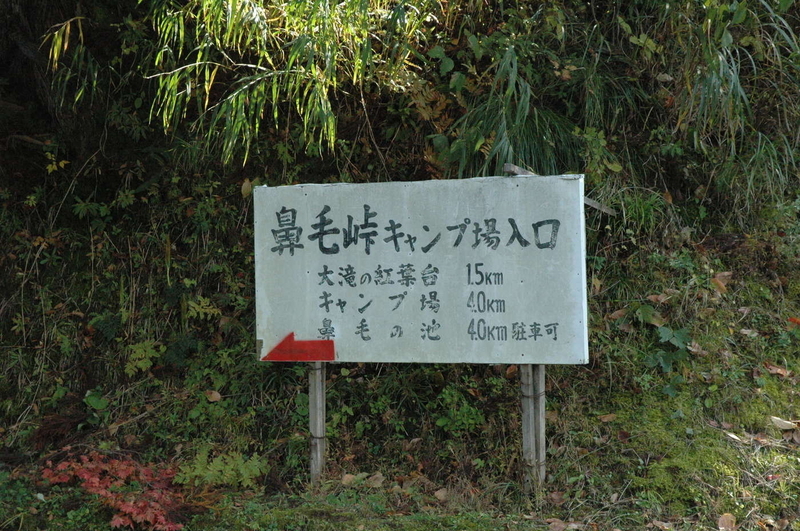 鼻毛峠キャンプ場入口
大滝の紅葉台 1.5Km
キャンプ場 4.0Km
鼻毛の池 4.0Km 駐車可